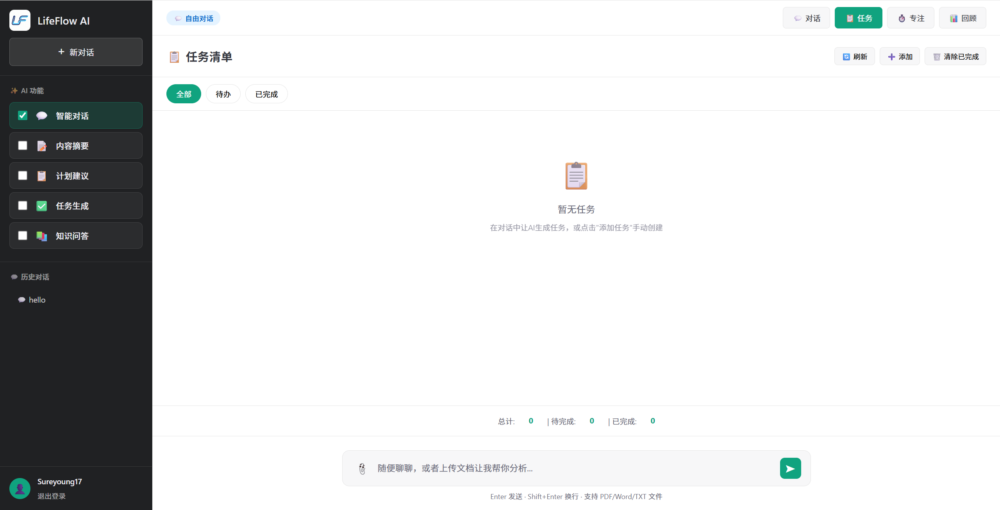 LF
LifeFlow AI
+ 新对话
AI 功能
智能对话
内容摘要
计划建议
任务生成
知识问答
历史对话
hello
Sureyoung17
退出登录
自由对话
对话
任务
专注
回顾
任务清单
刷新
添加
清除已完成
全部
待办
已完成
暂无任务
在对话中让AI生成任务，或点击"添加任务"手动创建
总计: 0 | 待完成: 0 | 已完成: 0
随便聊聊，或者上传文档让我帮你分析...
Enter 发送 · Shift+Enter 换行 · 支持 PDF/Word/TXT 文件